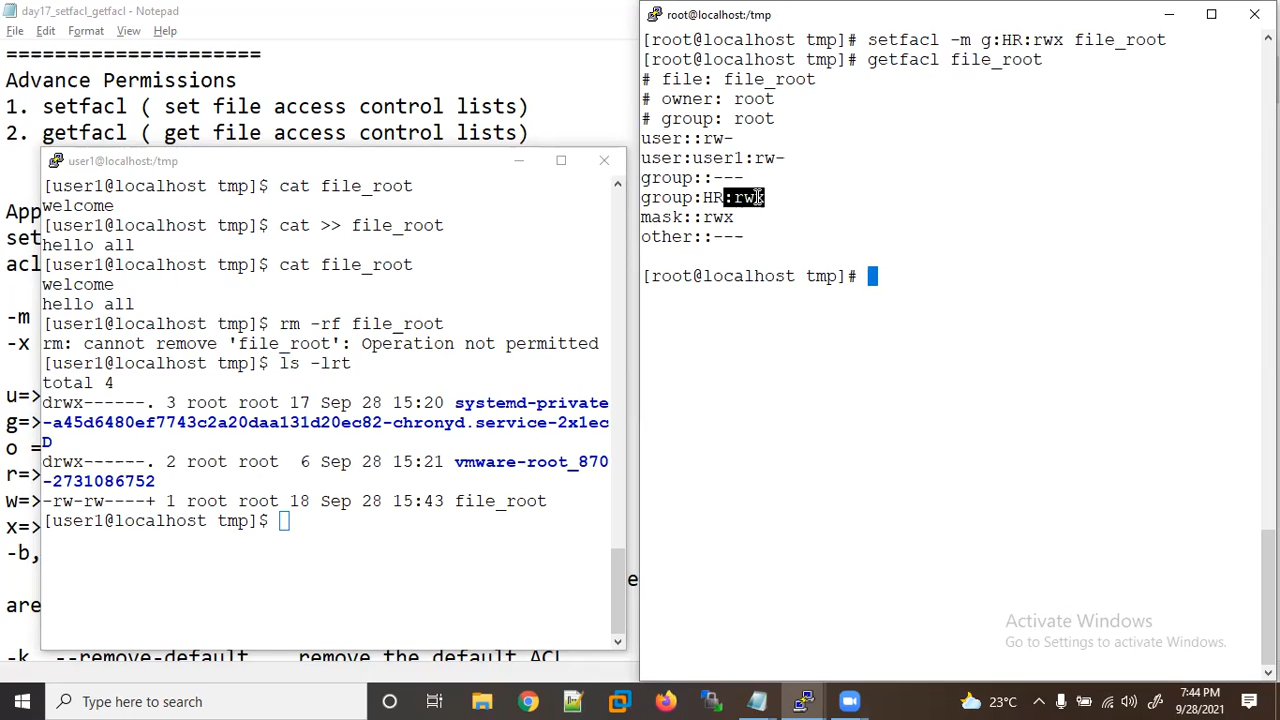 day17_setfacl_getfacl - Notepad
File Edit Format View Help
=====================
Advance Permissions
1. setfacl ( set file access control lists)
2. getfacl ( get file access control lists)
set
acl
-m
-x
u=>
g=>
o =
r=>
w=>
x=>
-b,
are
-k --remove-default remove the default ACL
user1@localhost:/tmp
[user1@localhost tmp]$ cat file_root
welcome
[user1@localhost tmp]$ cat >> file_root
hello all
[user1@localhost tmp]$ cat file_root
welcome
hello all
[user1@localhost tmp]$ rm -rf file_root
rm: cannot remove 'file_root': Operation not permitted
[user1@localhost tmp]$ ls -lrt
total 4
drwx------. 3 root root 17 Sep 28 15:20 systemd-private
-a45d6480ef7743c2a20daa131d20ec82-chronyd.service-2x1ec
D
drwx------. 2 root root  6 Sep 28 15:21 vmware-root_870
-2731086752
-rw-rw----+ 1 root root 18 Sep 28 15:43 file_root
[user1@localhost tmp]$
root@localhost:/tmp
[root@localhost tmp]# setfacl -m g:HR:rwx file_root
[root@localhost tmp]# getfacl file_root
# file: file_root
# owner: root
# group: root
user::rw-
user:user1:rw-
group::---
group:HR:rwx
mask::rwx
other::---
[root@localhost tmp]#
Activate Windows
Go to Settings to activate Windows.
Type here to search
23°C
7:44 PM
9/28/2021